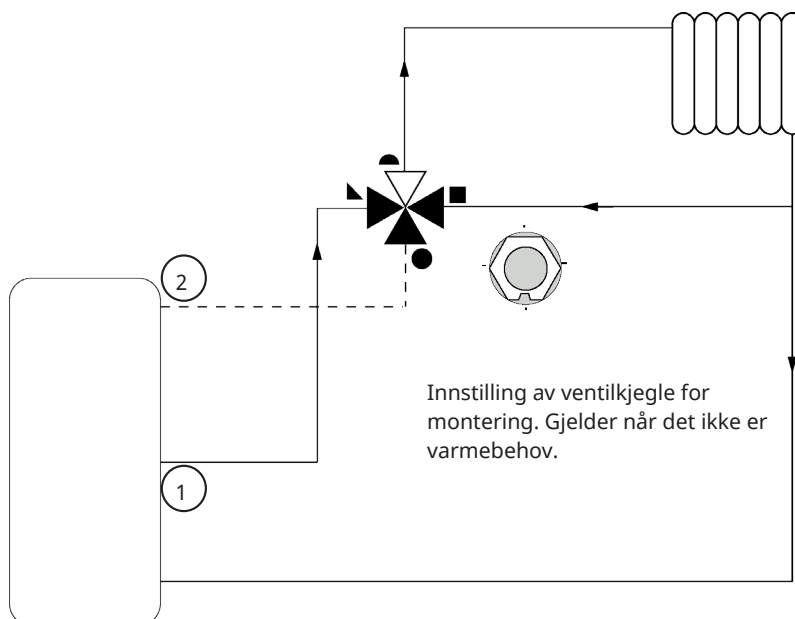 2
Innstilling av ventilkjegle for
montering. Gjelder når det ikke er
varmebehov.
1